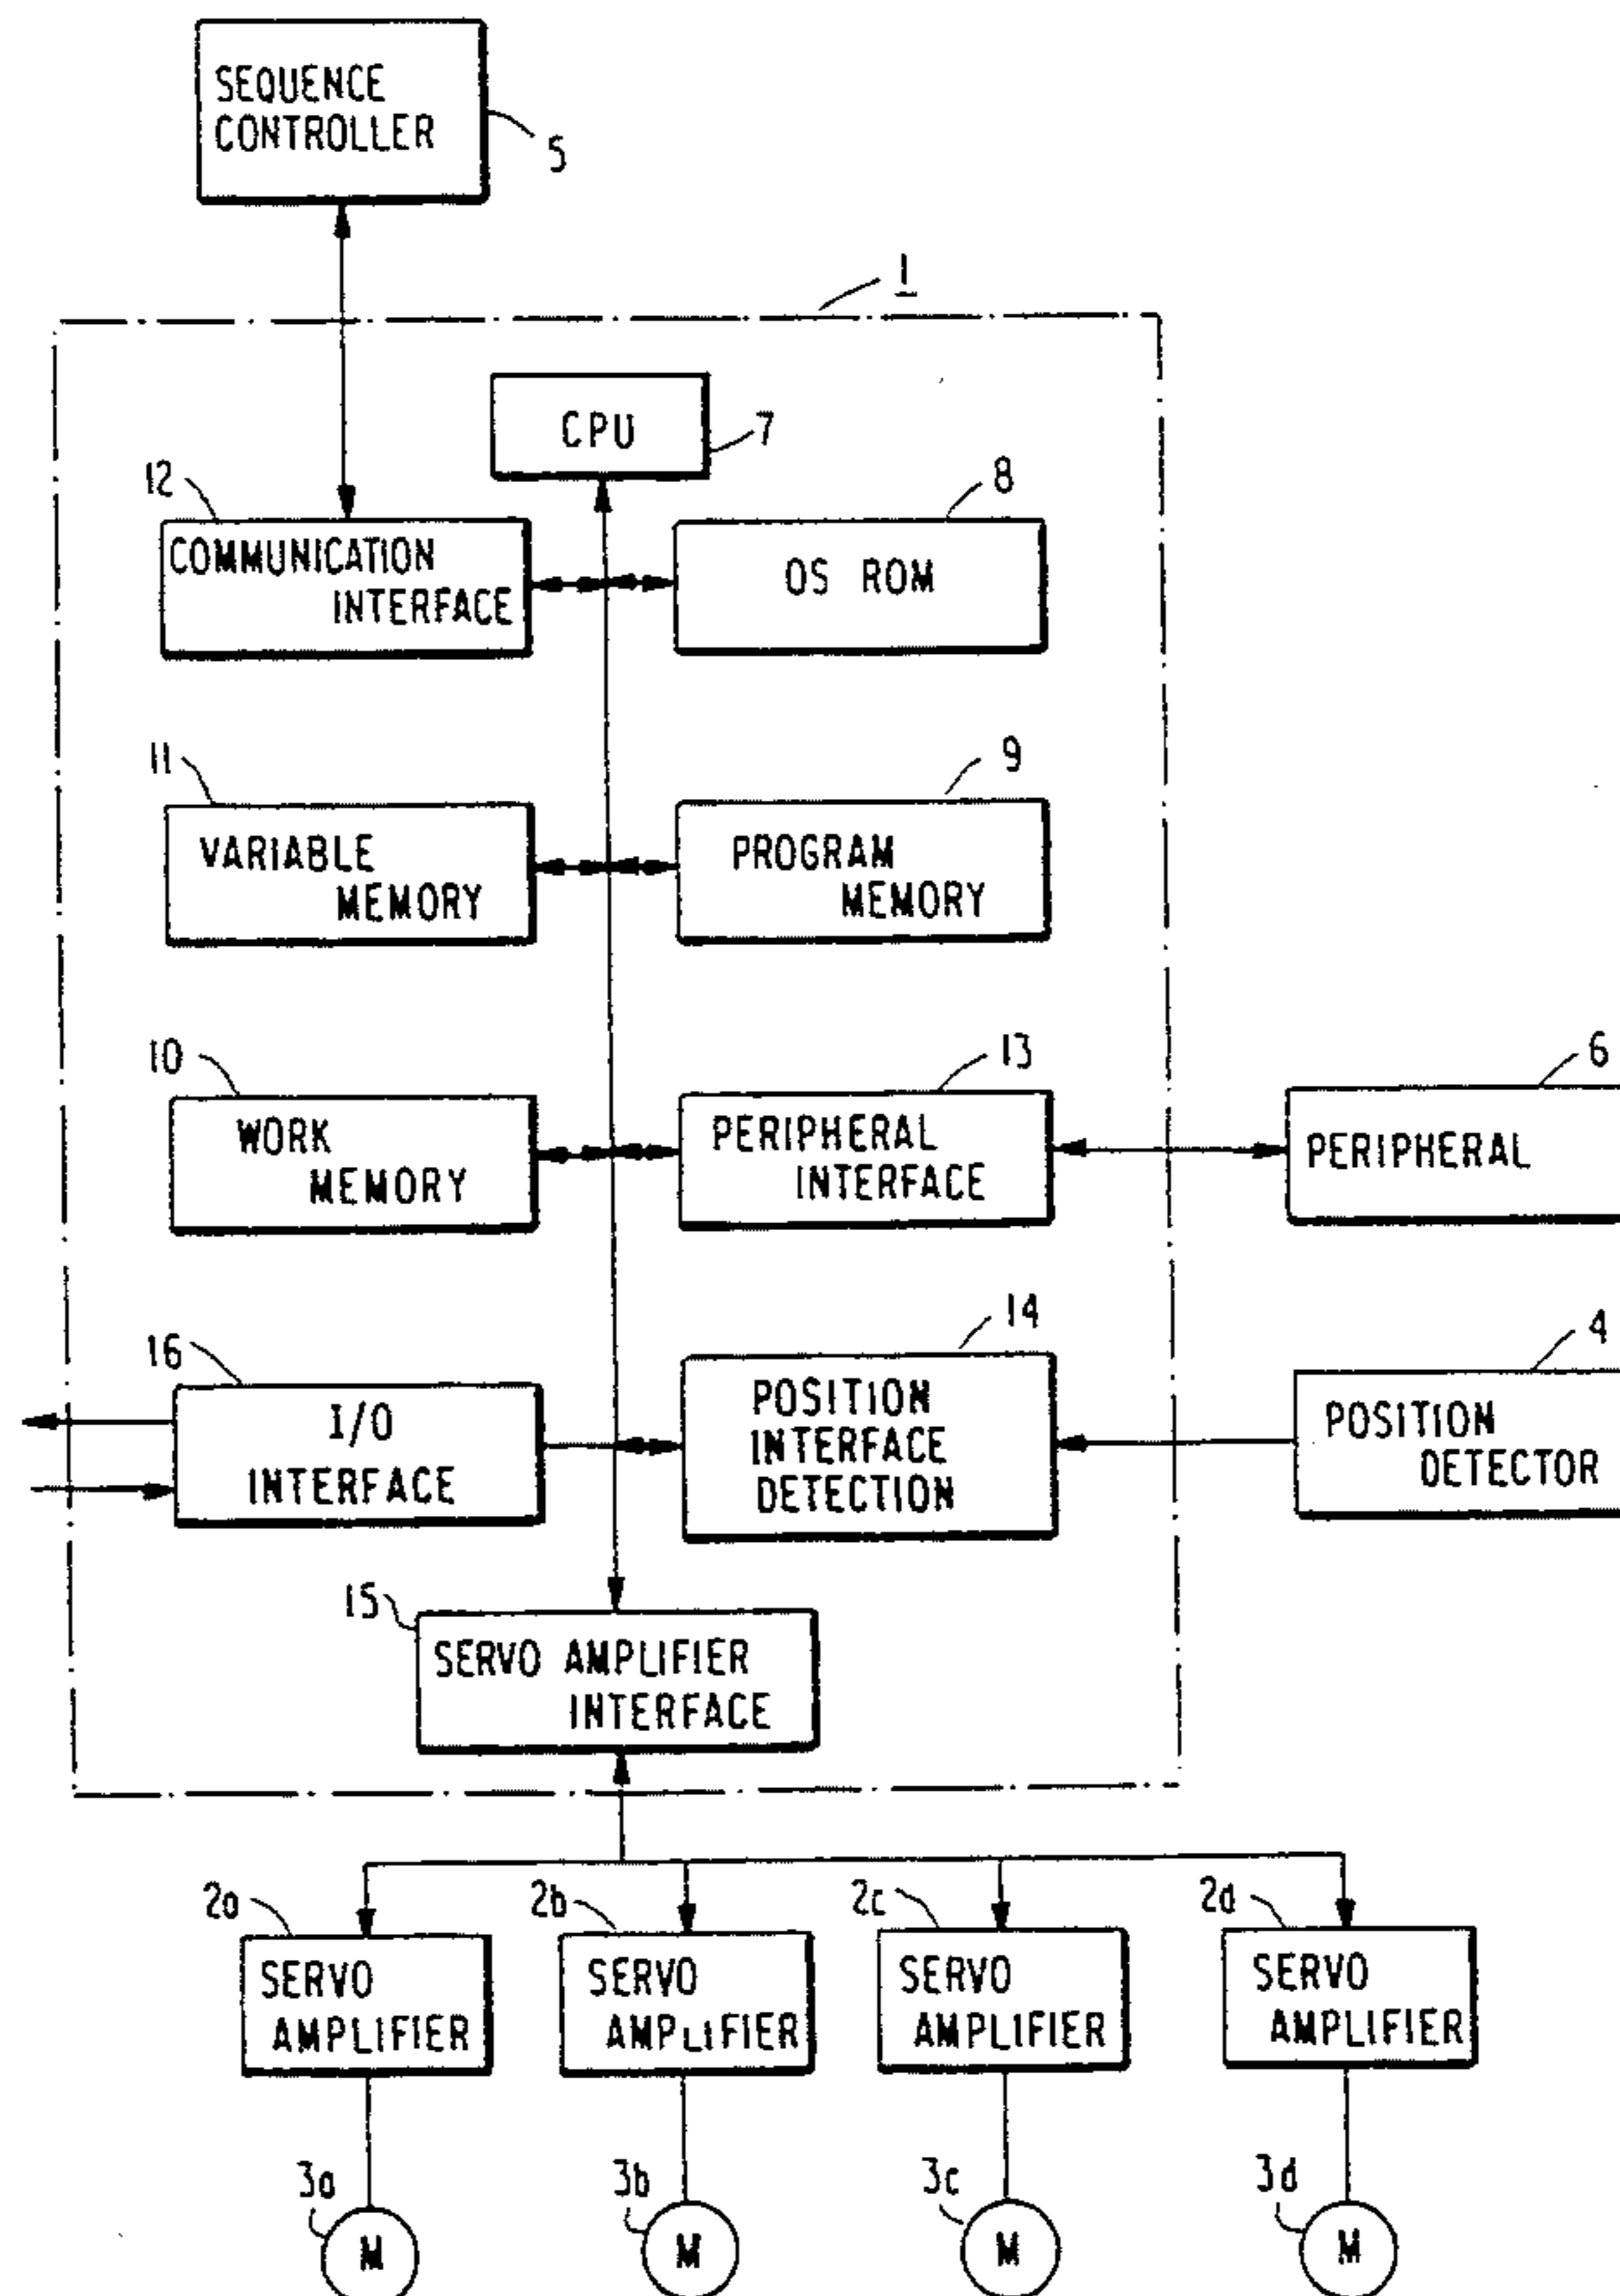 SEQUENCE
CONTROLLER
5
1
CPU
7
12
COMMUNICATION
INTERFACE
8
OS ROM
11
VARIABLE
MEMORY
9
PROGRAM
MEMORY
10
WORK
MEMORY
13
PERIPHERAL
INTERFACE
6
PERIPHERAL
16
I/O
INTERFACE
14
POSITION
INTERFACE
DETECTION
4
POSITION
DETECTOR
15
SERVO AMPLIFIER
INTERFACE
2a
SERVO
AMPLIFIER
2b
SERVO
AMPLIFIER
2c
SERVO
AMPLIFIER
2d
SERVO
AMPLIFIER
3a
M
3b
M
3c
M
3d
M